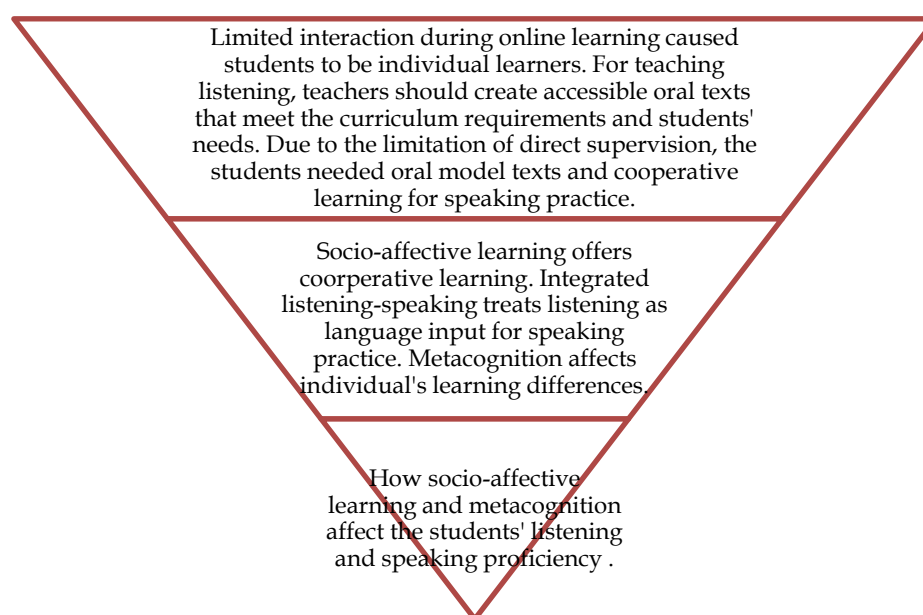 Limited interaction during online learning caused
students to be individual learners. For teaching
listening, teachers should create accessible oral texts
that meet the curriculum requirements and students'
needs. Due to the limitation of direct supervision, the
students needed oral model texts and cooperative
learning for speaking practice.
Socio-affective learning offers
coorperative learning. Integrated
listening-speaking treats listening as
language input for speaking
practice. Metacognition affects
individual's learning differences.
How socio-affective
learning and metacognition
affect the students' listening
and speaking proficiency .